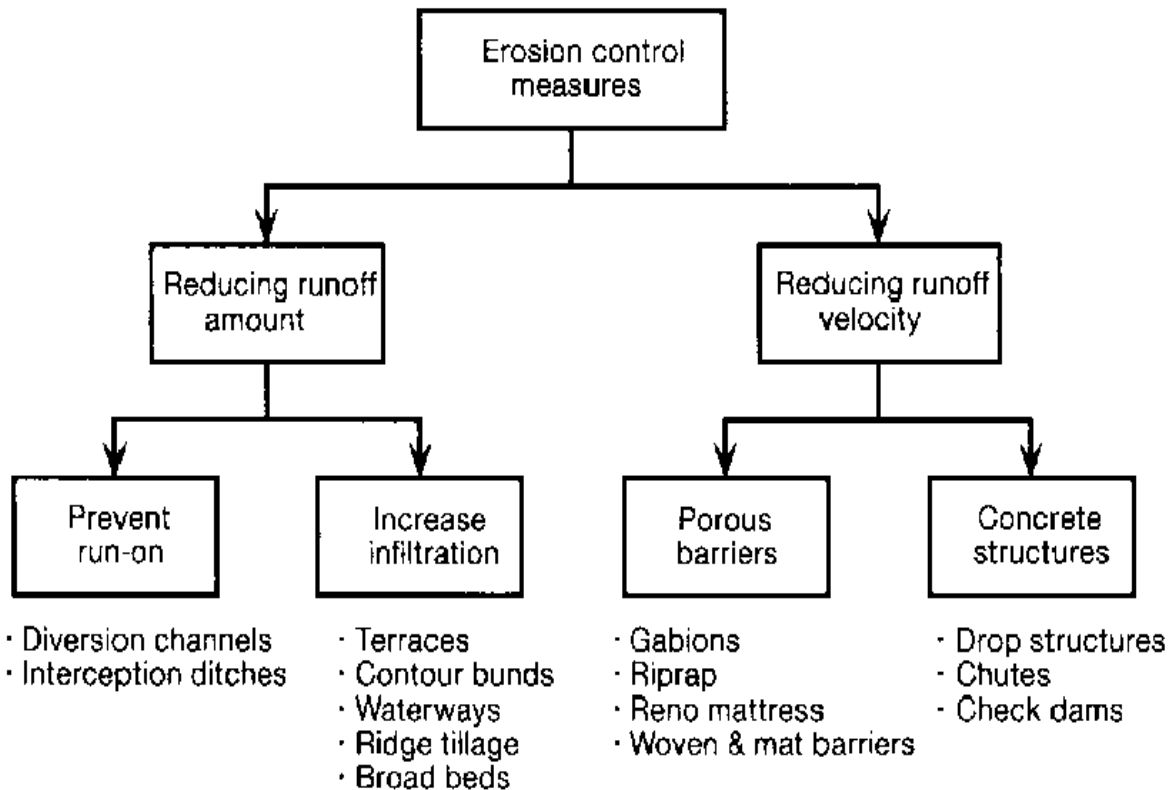 Erosion control
measures
Reducing runoff
amount
Reducing runoff
velocity
Prevent
run-on
Increase
infiltration
Porous
barriers
Concrete
structures
· Diversion channels
· Interception ditches
· Terraces
· Contour bunds
· Waterways
· Ridge tillage
· Broad beds
· Gabions
· Riprap
· Reno mattress
· Woven & mat barriers
· Drop structures
· Chutes
· Check dams